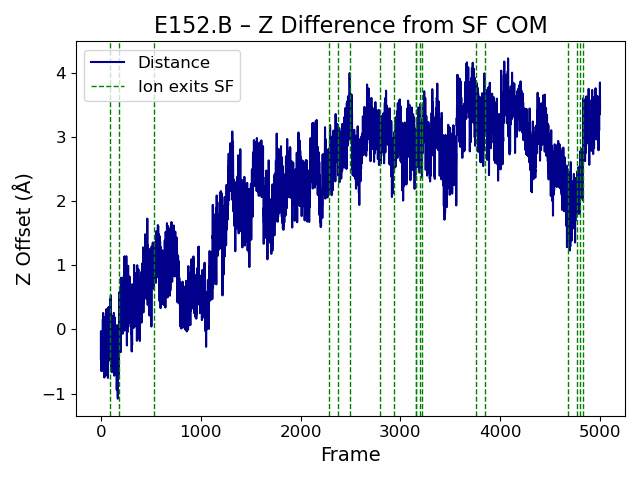 E152.B – Z Difference from SF COM
Distance
Ion exits SF
Z Offset (Å)
4
3
2
1
0
−1
0 1000 2000 3000 4000 5000
Frame